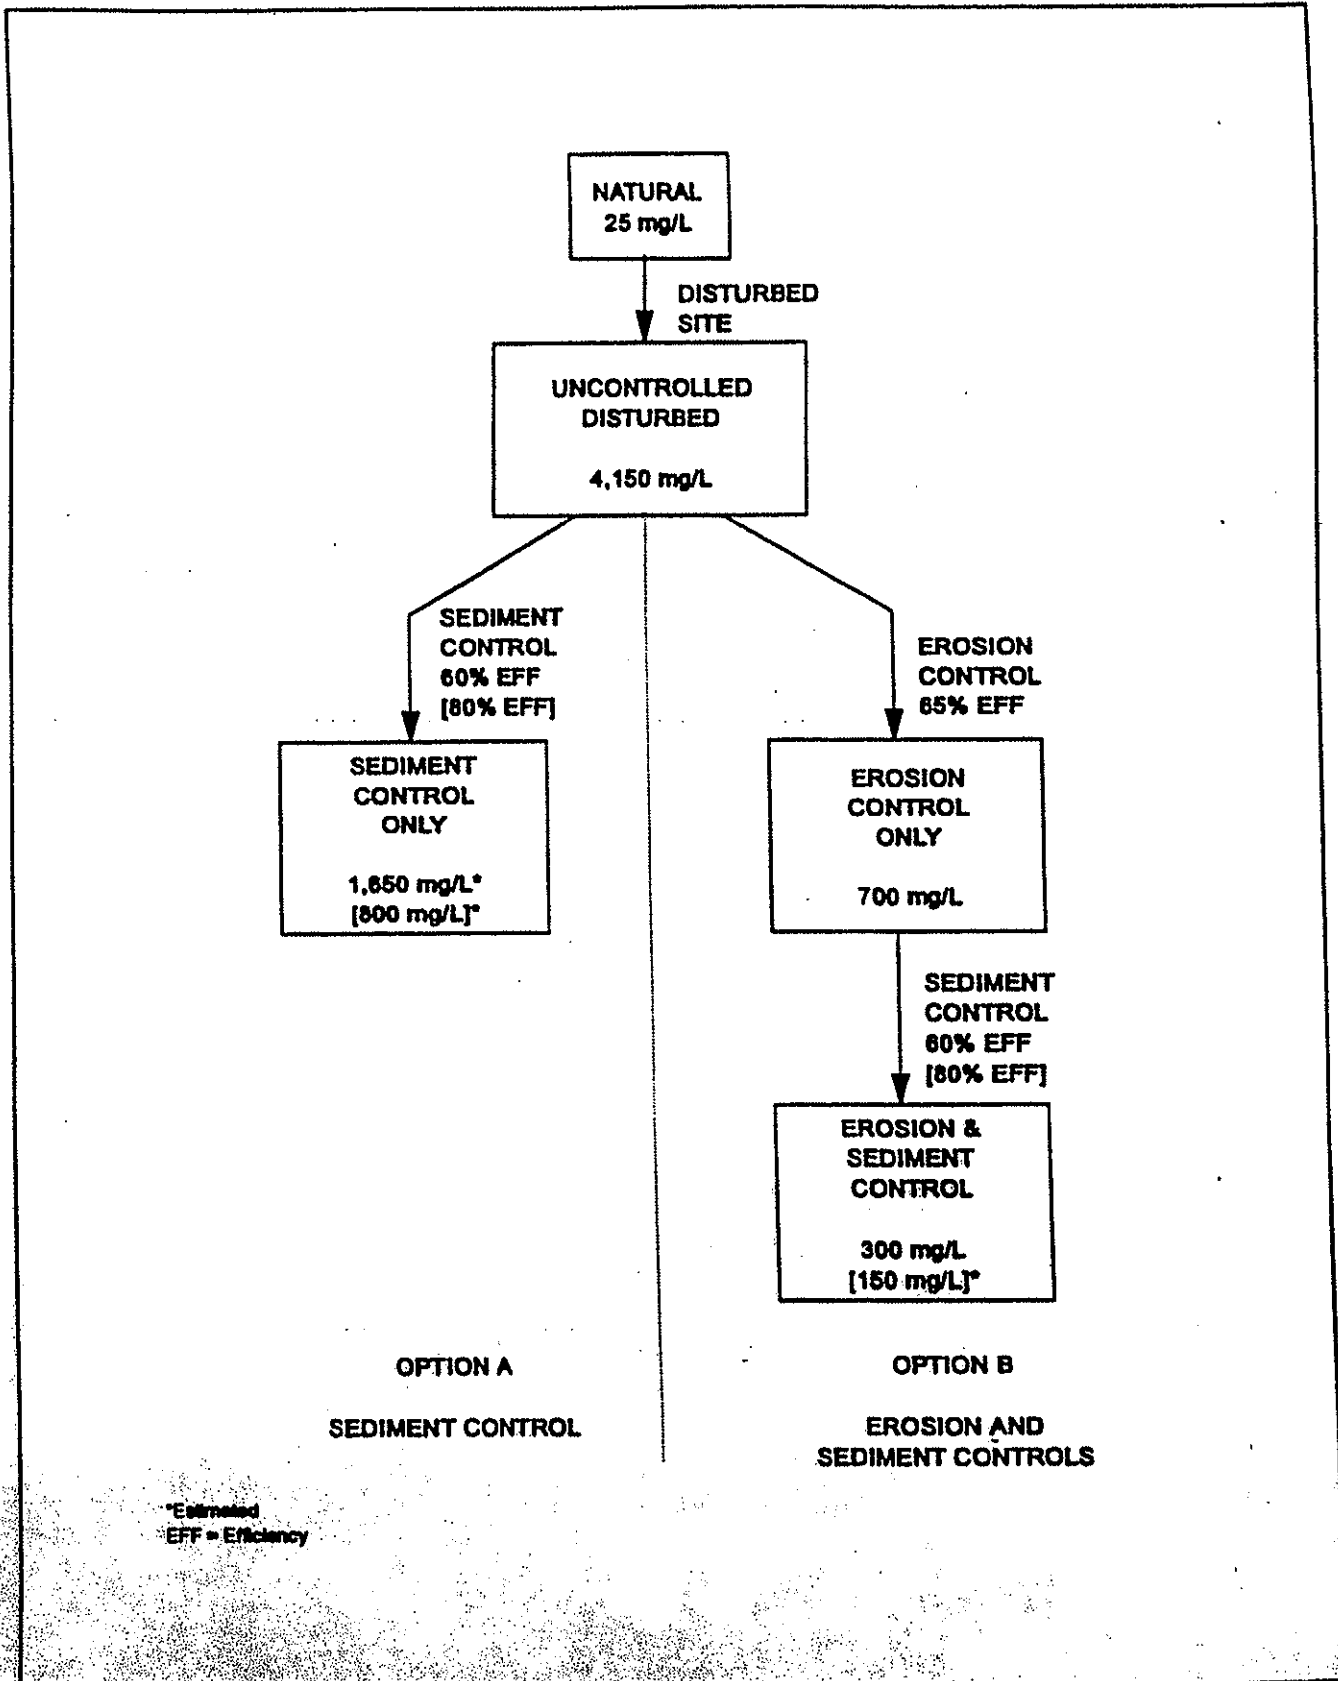 NATURAL
25 mg/L
DISTURBED
SITE
UNCONTROLLED
DISTURBED
4,150 mg/L
SEDIMENT
CONTROL
60% EFF
[80% EFF]
SEDIMENT
CONTROL
ONLY
1,650 mg/L*
[800 mg/L]*
EROSION
CONTROL
85% EFF
EROSION
CONTROL
ONLY
700 mg/L
SEDIMENT
CONTROL
60% EFF
[80% EFF]
EROSION &
SEDIMENT
CONTROL
300 mg/L
[150 mg/L]*
OPTION A
SEDIMENT CONTROL
OPTION B
EROSION AND
SEDIMENT CONTROLS
*Estimated
EFF = Efficiency